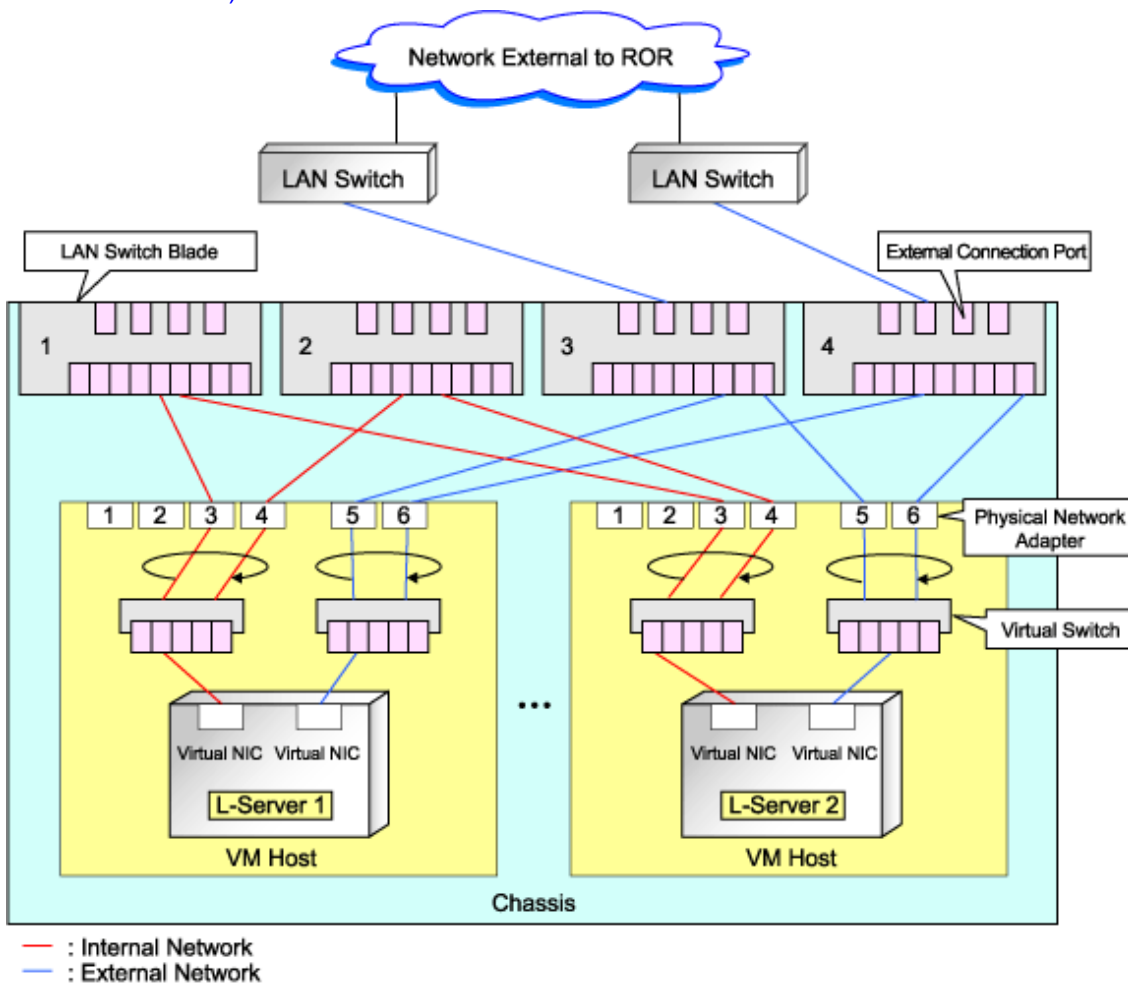 )
Network External to ROR
LAN Switch
LAN Switch
LAN Switch Blade
External Connection Port
1
2
3
4
1 2 3 4 5 6
1 2 3 4 5 6
Physical Network
Adapter
Virtual Switch
Virtual NIC Virtual NIC
L-Server 1
VM Host
...
Virtual NIC Virtual NIC
L-Server 2
VM Host
Chassis
: Internal Network
: External Network